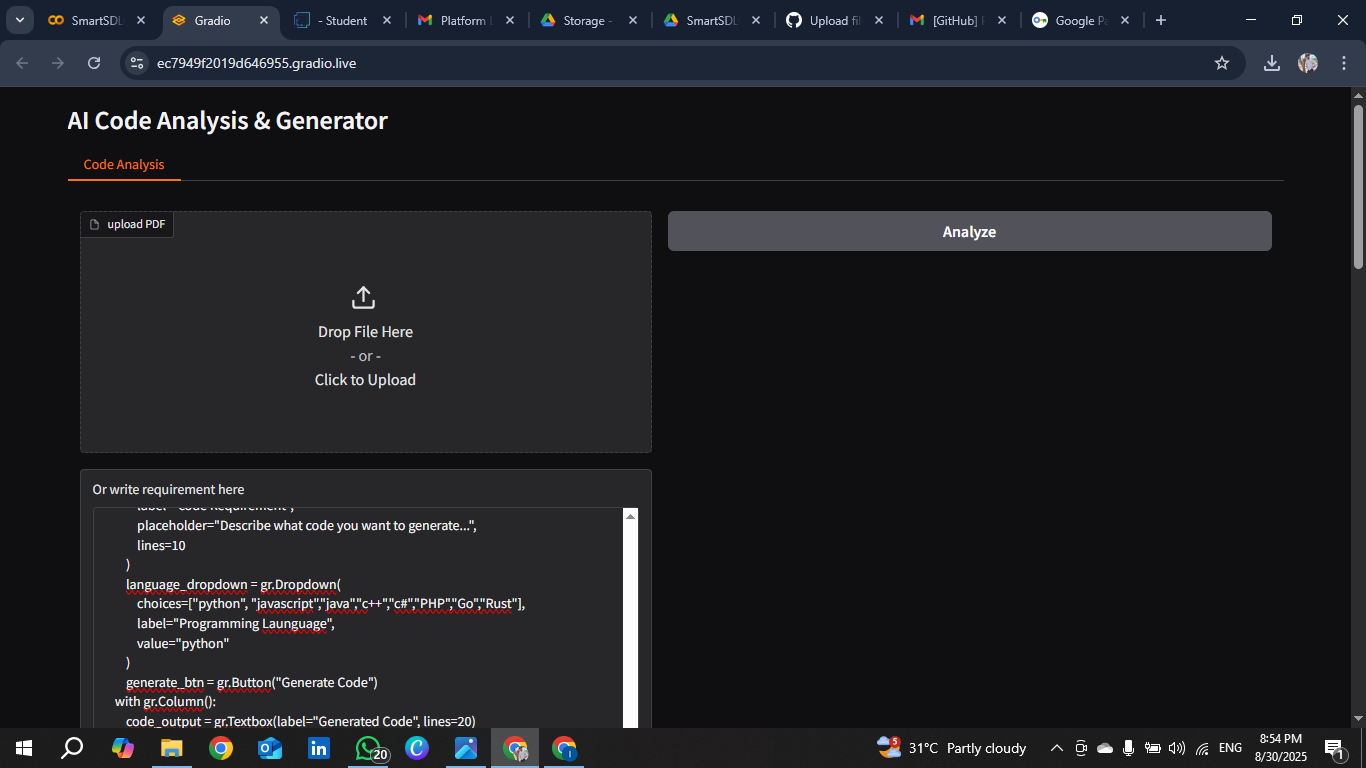 SmartSDL
Gradio
- Student
Platform
Storage -
SmartSDL
Upload fil
[GitHub]
Google Pa
ec7949f2019d646955.gradio.live
AI Code Analysis & Generator
Code Analysis
upload PDF
Drop File Here
- or -
Click to Upload
Analyze
Or write requirement here
label="Code Requirement",
placeholder="Describe what code you want to generate...",
lines=10
)
language_dropdown = gr.Dropdown(
choices=["python", "javascript","java","c++","c#","PHP","Go","Rust"],
label="Programming Launguage",
value="python"
)
generate_btn = gr.Button("Generate Code")
with gr.Column():
code_output = gr.Textbox(label="Generated Code", lines=20)
20
5
31°C Partly cloudy
ENG
8:54 PM
8/30/2025
1